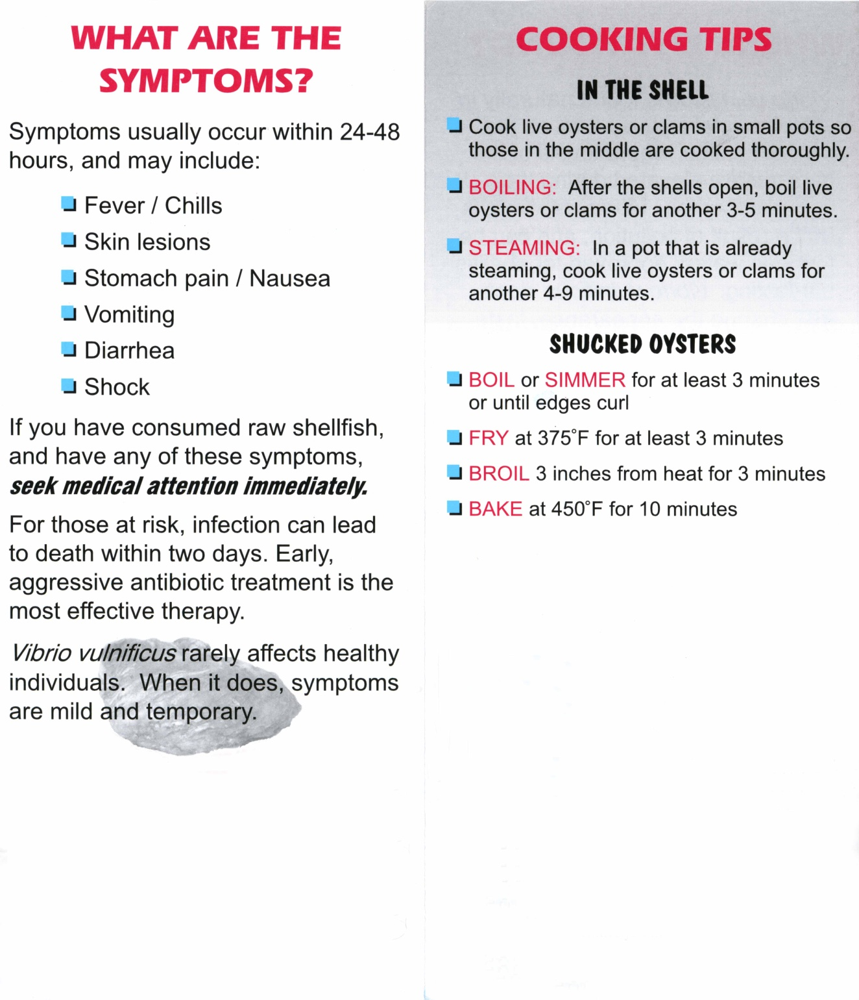 WHAT ARE THE
SYMPTOMS?
Symptoms usually occur within 24-48
hours, and may include:
Fever / Chills
Skin lesions
Stomach pain / Nausea
Vomiting
Diarrhea
Shock
If you have consumed raw shellfish,
and have any of these symptoms,
seek medical attention immediately.
For those at risk, infection can lead
to death within two days. Early,
aggressive antibiotic treatment is the
most effective therapy.
Vibrio vulnificus rarely affects healthy
individuals. When it does, symptoms
are mild and temporary.
COOKING TIPS
IN THE SHELL
Cook live oysters or clams in small pots so
those in the middle are cooked thoroughly.
BOILING: After the shells open, boil live
oysters or clams for another 3-5 minutes.
STEAMING: In a pot that is already
steaming, cook live oysters or clams for
another 4-9 minutes.
SHUCKED OYSTERS
BOIL or SIMMER for at least 3 minutes
or until edges curl
FRY at 375°F for at least 3 minutes
BROIL 3 inches from heat for 3 minutes
BAKE at 450°F for 10 minutes